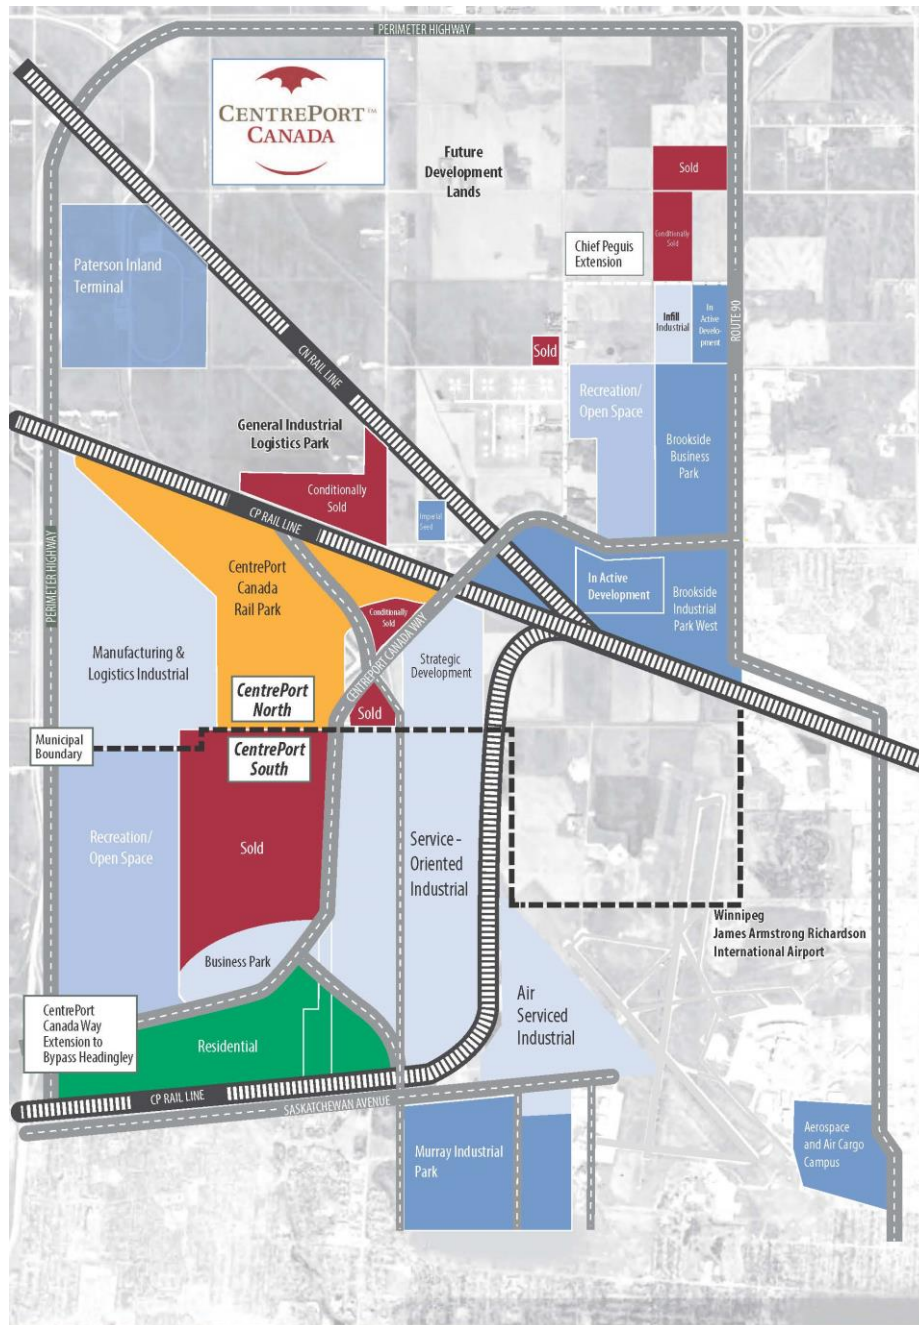 PERIMETER HIGHWAY
CENTREPORT™
CANADA
Future
Development
Lands
Sold
Conditionally
Sold
Chief Peguis
Extension
Paterson Inland
Terminal
ROUTE 90
Infill
Industrial
In
Active
Develo-
pment
CN RAIL LINE
Sold
Recreation/
Open Space
General Industrial
Logistics Park
Brookside
Business
Park
Conditionally
Sold
CP RAIL LINE
Imperial
Seed
PERIMETER HIGHWAY
CentrePort
Canada
Rail Park
In Active
Development
Brookside
Industrial
Park West
Conditionally
Sold
CENTREPORT CANADA WAY
Manufacturing &
Logistics Industrial
Strategic
Development
CentrePort
North
Sold
Municipal
Boundary
CentrePort
South
Recreation/
Open Space
Sold
Service -
Oriented
Industrial
Winnipeg
James Armstrong Richardson
International Airport
Business Park
Air
Serviced
Industrial
CentrePort
Canada Way
Extension to
Bypass Headingley
Residential
CP RAIL LINE
SASKATCHEWAN AVENUE
Murray Industrial
Park
Aerospace
and Air Cargo
Campus